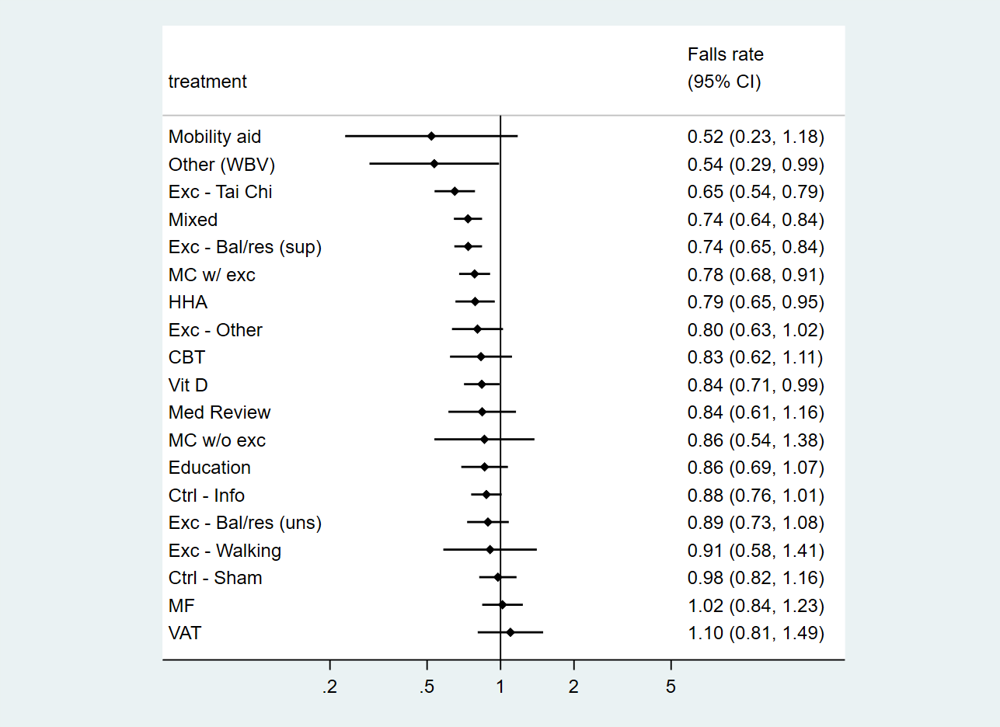 Falls rate
treatment (95% CI)
Mobility aid 0.52 (0.23, 1.18)
Other (WBV) 0.54 (0.29, 0.99)
Exc - Tai Chi 0.65 (0.54, 0.79)
Mixed 0.74 (0.64, 0.84)
Exc - Bal/res (sup) 0.74 (0.65, 0.84)
MC w/ exc 0.78 (0.68, 0.91)
HHA 0.79 (0.65, 0.95)
Exc - Other 0.80 (0.63, 1.02)
CBT 0.83 (0.62, 1.11)
Vit D 0.84 (0.71, 0.99)
Med Review 0.84 (0.61, 1.16)
MC w/o exc 0.86 (0.54, 1.38)
Education 0.86 (0.69, 1.07)
Ctrl - Info 0.88 (0.76, 1.01)
Exc - Bal/res (uns) 0.89 (0.73, 1.08)
Exc - Walking 0.91 (0.58, 1.41)
Ctrl - Sham 0.98 (0.82, 1.16)
MF 1.02 (0.84, 1.23)
VAT 1.10 (0.81, 1.49)
.2 .5 1 2 5